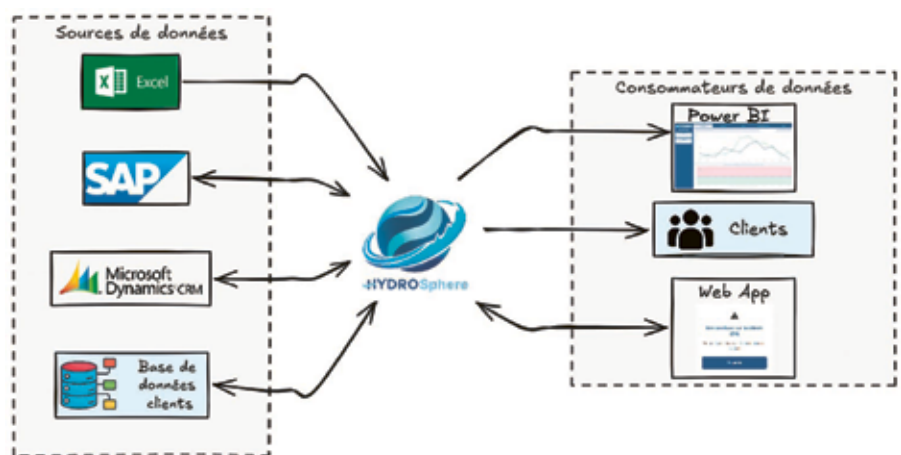 Sources de données
Excel
SAP
Microsoft
Dynamics CRM
Base de
données
clients
HYDROSphere
Consommateurs de données
Power BI
Clients
Web App